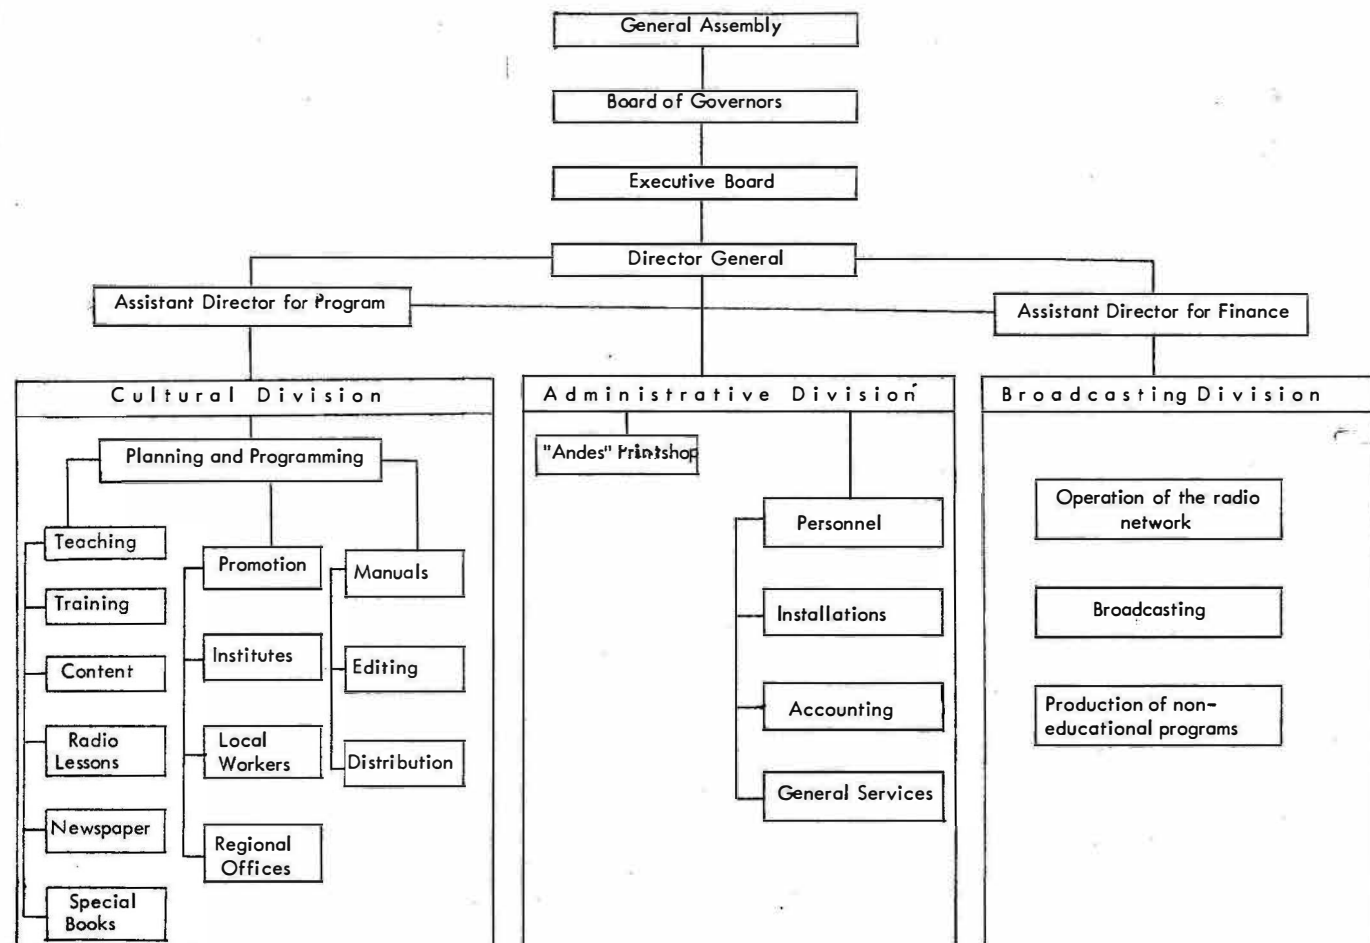 General Assembly
Board of Governors
Executive Board
Director General
Assistant Director for Program
Assistant Director for Finance
Cultural Division
Planning and Programming
Teaching
Training
Content
Radio
Lessons
Newspaper
Special
Books
Promotion
Institutes
Local
Workers
Regional
Offices
Manuals
Editing
Distribution
Administrative Division
"Andes" Printshop
Personnel
Installations
Accounting
General Services
Broadcasting Division
Operation of the radio
network
Broadcasting
Production of non-
educational programs